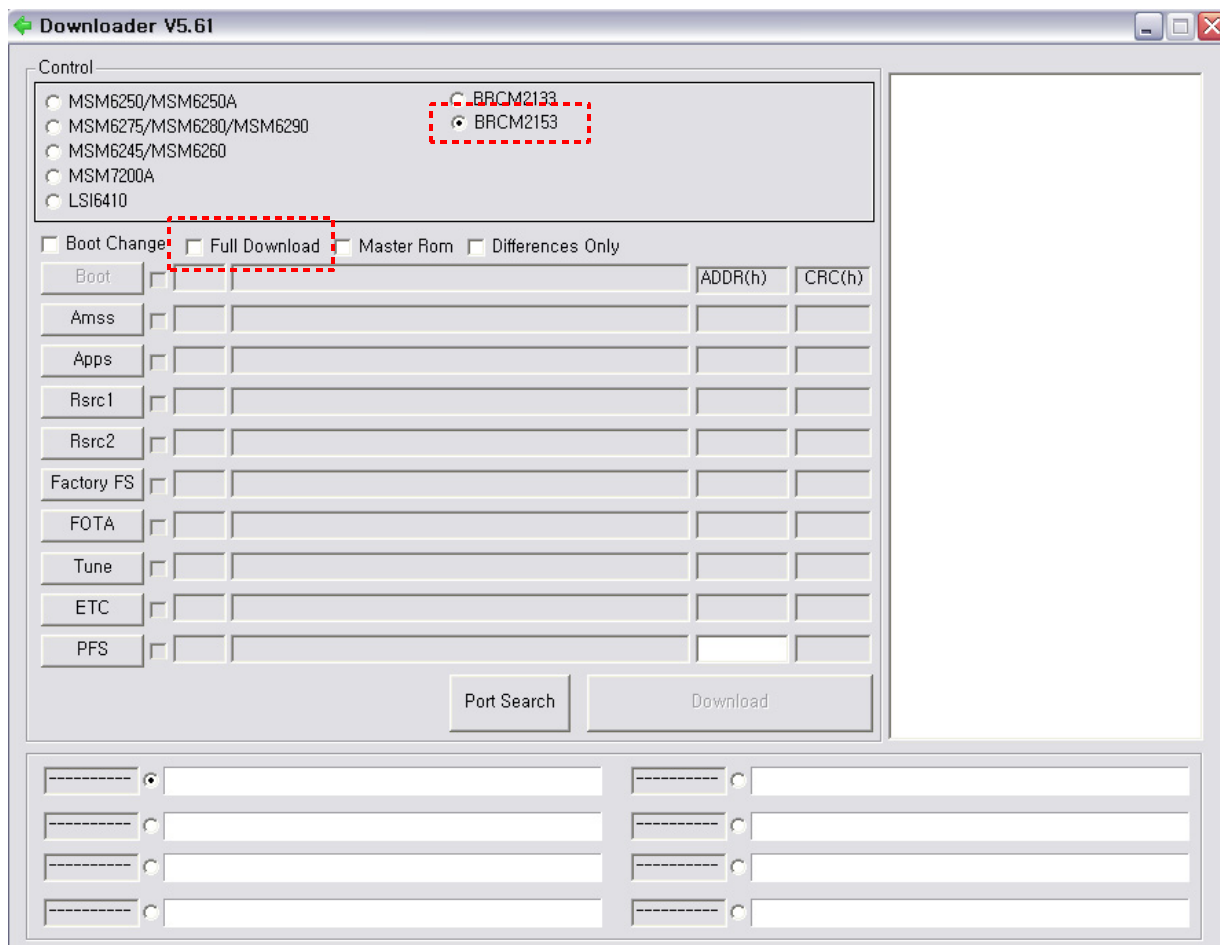 Downloader V5.61
Control
MSM6250/MSM6250A
BRCM2133
MSM6275/MSM6280/MSM6290
BRCM2153
MSM6245/MSM6260
MSM7200A
LSI6410
Boot Change Full Download Master Rom Differences Only
Boot ADDR(h) CRC(h)
Amss
Apps
Rsrc1
Rsrc2
Factory FS
FOTA
Tune
ETC
PFS
Port Search Download
---------- ----------
---------- ----------
---------- ----------
---------- ----------